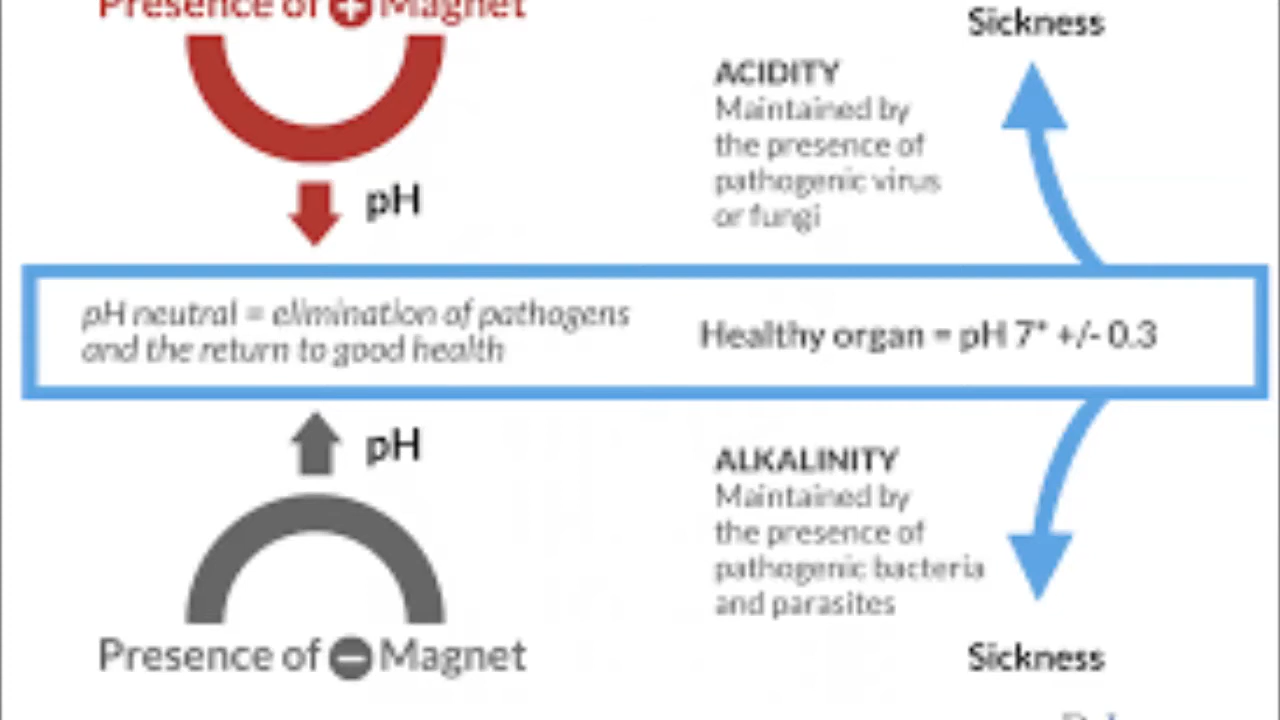 Presence of + Magnet
Sickness
ACIDITY
Maintained by
the presence of
pathogenic virus
or fungi
pH
pH neutral = elimination of pathogens
and the return to good health
Healthy organ = pH 7* +/- 0.3
pH
ALKALINITY
Maintained by
the presence of
pathogenic bacteria
and parasites
Presence of − Magnet
Sickness